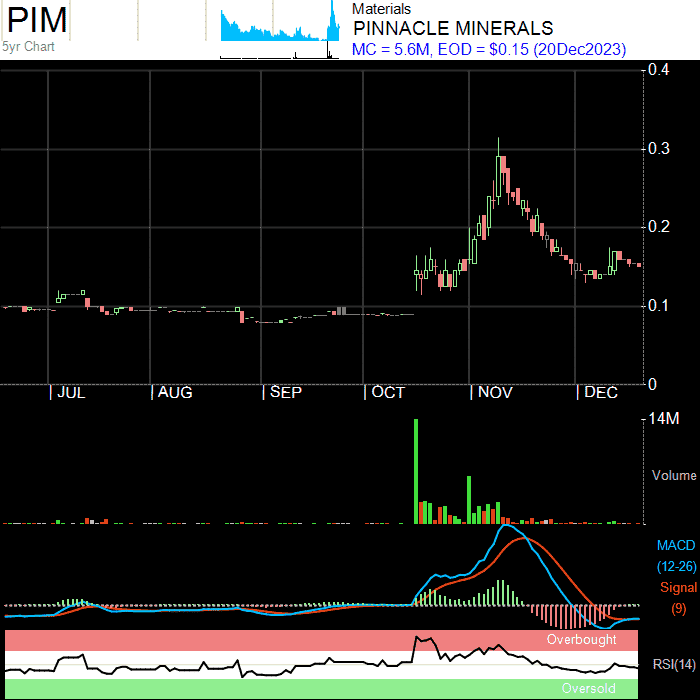 PIM
5yr Chart
Materials
PINNACLE MINERALS
MC = 5.6M, EOD = $0.15 (20Dec2023)
0.4
0.3
0.2
0.1
0
JUL
AUG
SEP
OCT
NOV
DEC
14M
Volume
MACD
(12-26)
Signal
(9)
Overbought
RSI(14)
Oversold